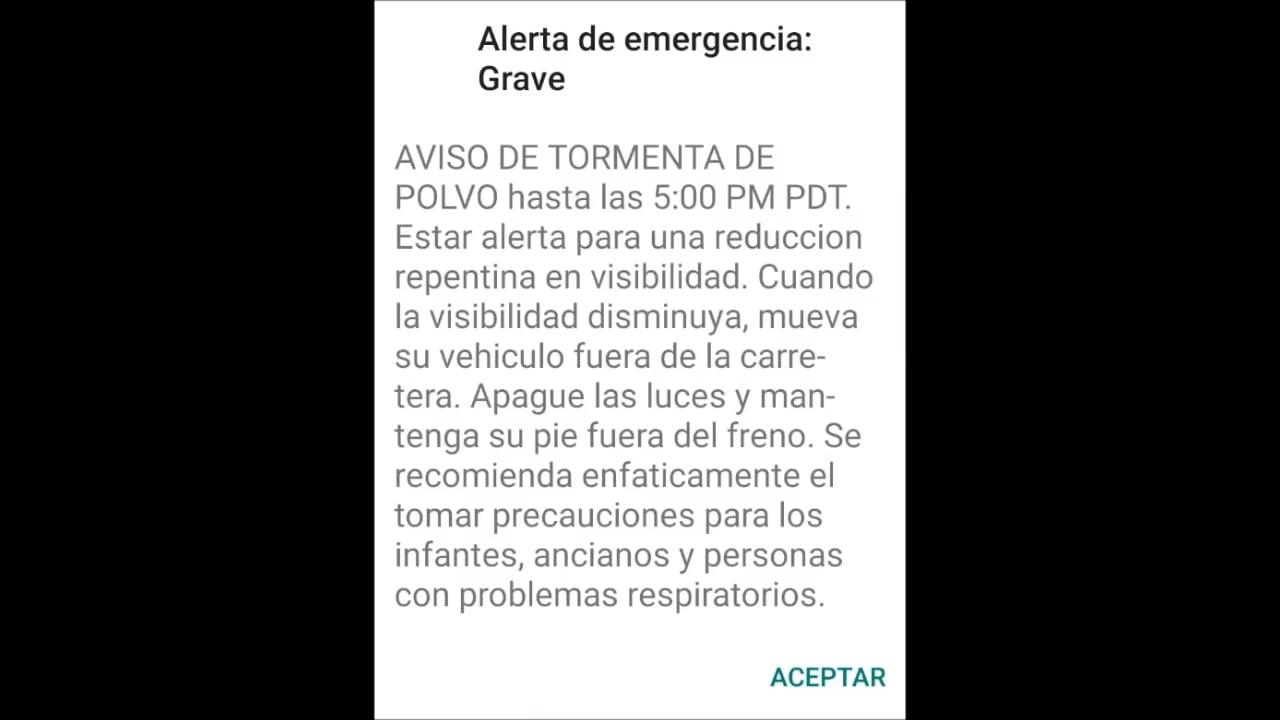 Alerta de emergencia:
Grave
AVISO DE TORMENTA DE
POLVO hasta las 5:00 PM PDT.
Estar alerta para una reduccion
repentina en visibilidad. Cuando
la visibilidad disminuya, mueva
su vehiculo fuera de la carre-
tera. Apague las luces y man-
tenga su pie fuera del freno. Se
recomienda enfaticamente el
tomar precauciones para los
infantes, ancianos y personas
con problemas respiratorios.
ACEPTAR